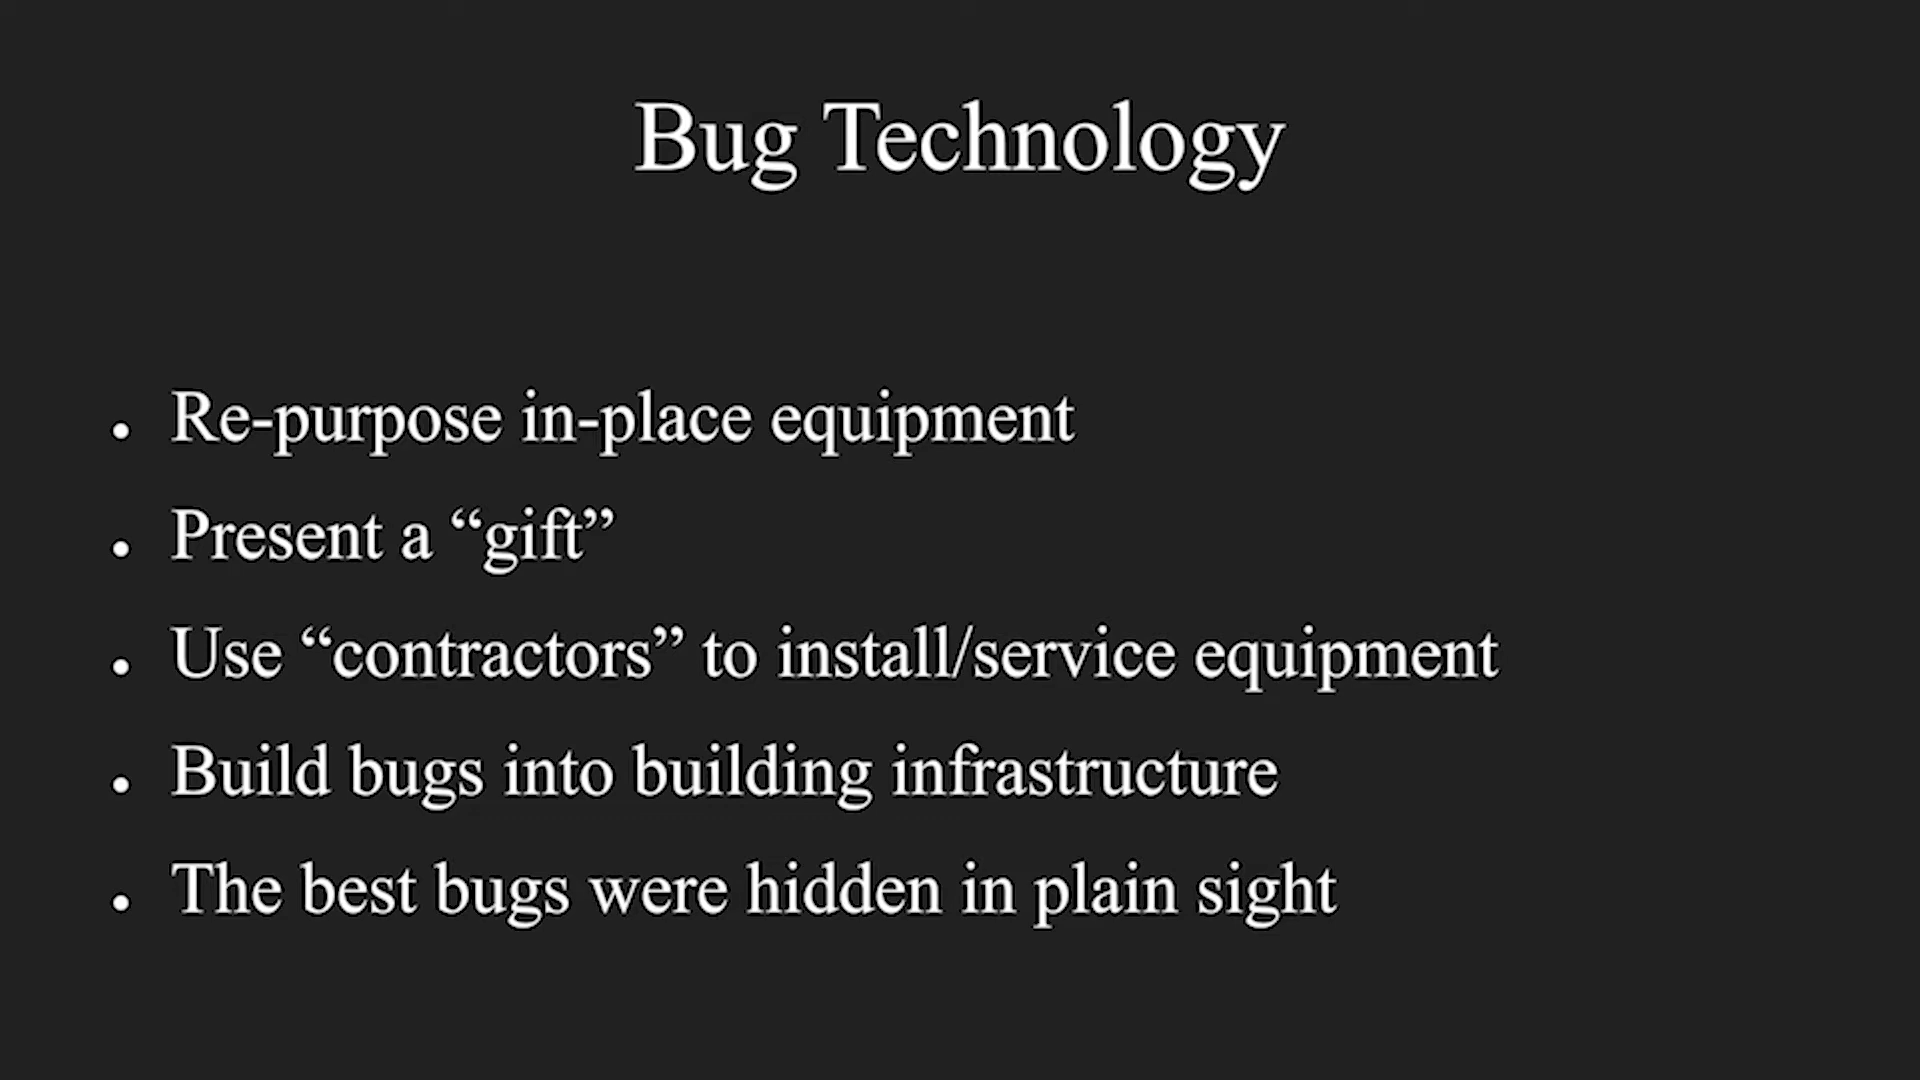 Bug Technology
• Re-purpose in-place equipment
• Present a “gift”
• Use “contractors” to install/service equipment
• Build bugs into building infrastructure
• The best bugs were hidden in plain sight